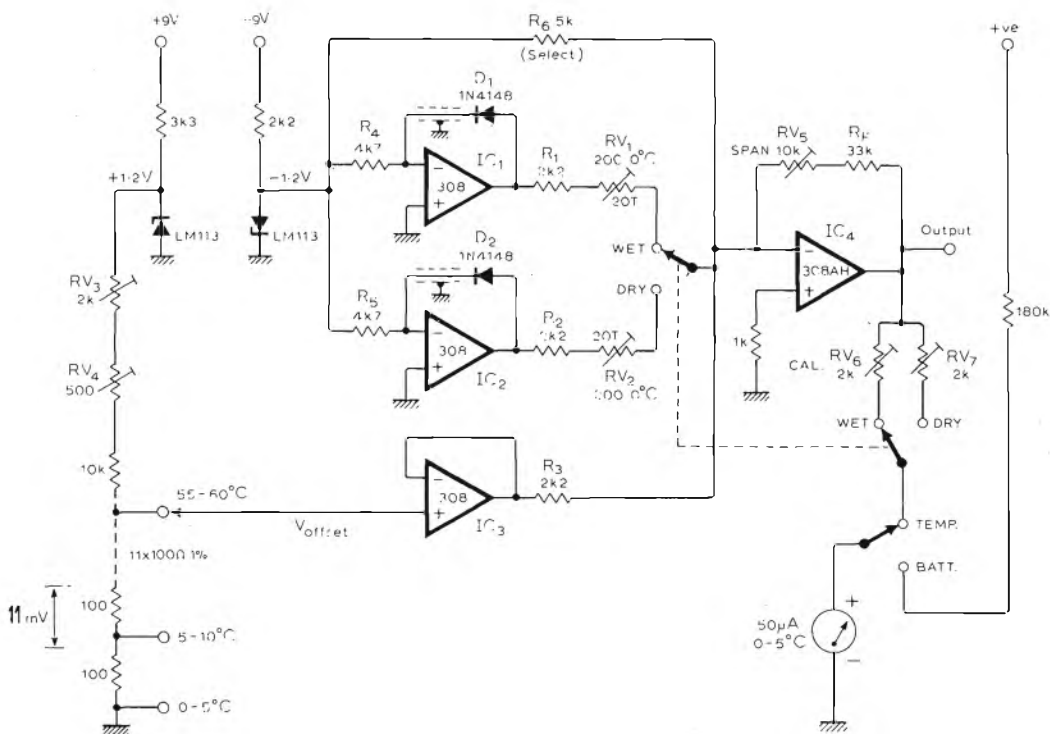 +9V
-9V
+ve
R6 5k
(Select)
3k3
2k2
D1
1N4148
R4
4k7
IC1
308
R1
2k2
RV1
200 0°C
20T
RV5
SPAN 10k
33k
+1·2V
-1·2V
LM113
LM113
WET
IC4
308AH
Output
D2
1N4148
DRY
RV3
2k
R5
4k7
308
IC2
R2
20T
RV2
0°C
1k
180k
RV4
500
RV6
2k
RV7
2k
CAL.
WET
DRY
10k
55-60°C
308
IC3
R3
2k2
Voffset
11x100Ω 1%
TEMP.
BATT.
11 mV
100
5-10°C
50µA
0-5°C
+
−
100
0-5°C